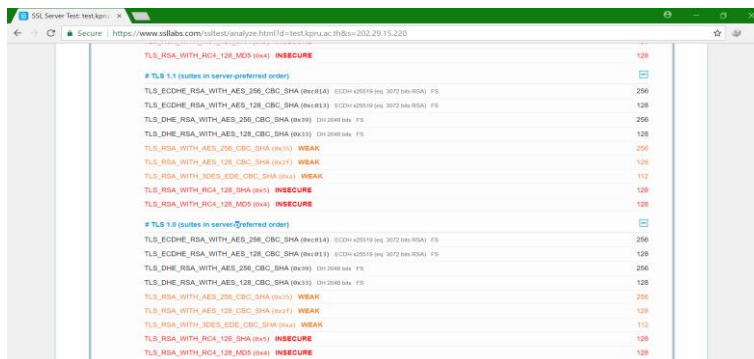 SSL Server Test: test.kpru
Secure | https://www.ssllabs.com/ssltest/analyze.html?d=test.kpru.ac.th&s=202.29.15.220
TLS_RSA_WITH_RC4_128_MD5 (0x4) INSECURE 128
# TLS 1.1 (suites in server-preferred order)
TLS_ECDHE_RSA_WITH_AES_256_CBC_SHA (0xc014) ECDH x25519 (eq. 3072 bits RSA) FS 256
TLS_ECDHE_RSA_WITH_AES_128_CBC_SHA (0xc013) ECDH x25519 (eq. 3072 bits RSA) FS 128
TLS_DHE_RSA_WITH_AES_256_CBC_SHA (0x39) DH 2048 bits FS 256
TLS_DHE_RSA_WITH_AES_128_CBC_SHA (0x33) DH 2048 bits FS 128
TLS_RSA_WITH_AES_256_CBC_SHA (0x35) WEAK 256
TLS_RSA_WITH_AES_128_CBC_SHA (0x2f) WEAK 128
TLS_RSA_WITH_3DES_EDE_CBC_SHA (0xa) WEAK 112
TLS_RSA_WITH_RC4_128_SHA (0x5) INSECURE 128
TLS_RSA_WITH_RC4_128_MD5 (0x4) INSECURE 128
# TLS 1.0 (suites in server-preferred order)
TLS_ECDHE_RSA_WITH_AES_256_CBC_SHA (0xc014) ECDH x25519 (eq. 3072 bits RSA) FS 256
TLS_ECDHE_RSA_WITH_AES_128_CBC_SHA (0xc013) ECDH x25519 (eq. 3072 bits RSA) FS 128
TLS_DHE_RSA_WITH_AES_256_CBC_SHA (0x39) DH 2048 bits FS 256
TLS_DHE_RSA_WITH_AES_128_CBC_SHA (0x33) DH 2048 bits FS 128
TLS_RSA_WITH_AES_256_CBC_SHA (0x35) WEAK 256
TLS_RSA_WITH_AES_128_CBC_SHA (0x2f) WEAK 128
TLS_RSA_WITH_3DES_EDE_CBC_SHA (0xa) WEAK 112
TLS_RSA_WITH_RC4_128_SHA (0x5) INSECURE 128
TLS_RSA_WITH_RC4_128_MD5 (0x4) INSECURE 128